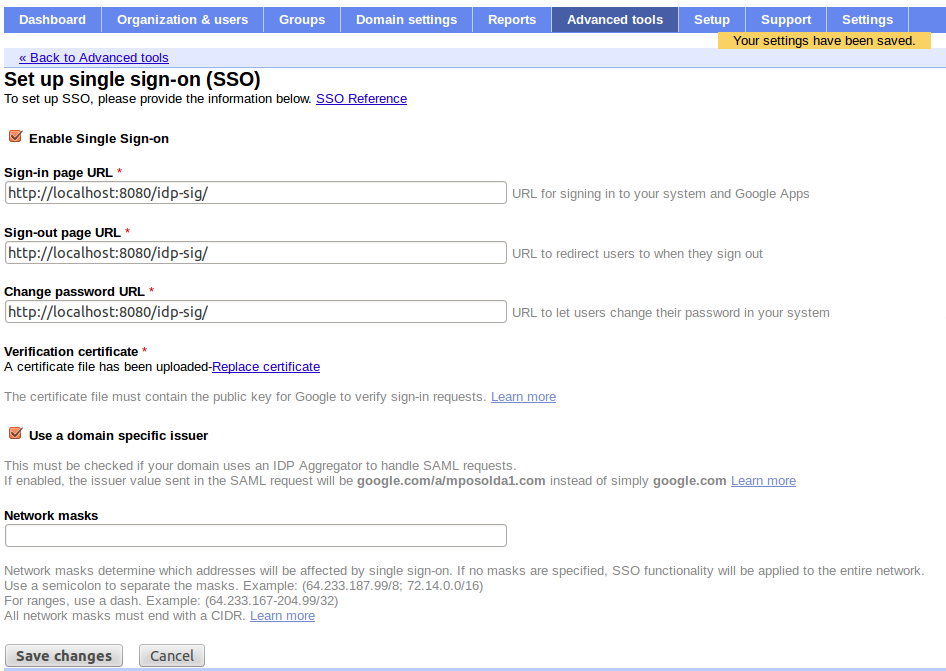 Dashboard Organization & users Groups Domain settings Reports Advanced tools Setup Support Settings
Your settings have been saved.
« Back to Advanced tools
Set up single sign-on (SSO)
To set up SSO, please provide the information below. SSO Reference
Enable Single Sign-on
Sign-in page URL *
http://localhost:8080/idp-sig/ URL for signing in to your system and Google Apps
Sign-out page URL *
http://localhost:8080/idp-sig/ URL to redirect users to when they sign out
Change password URL *
http://localhost:8080/idp-sig/ URL to let users change their password in your system
Verification certificate *
A certificate file has been uploaded-Replace certificate
The certificate file must contain the public key for Google to verify sign-in requests. Learn more
Use a domain specific issuer
This must be checked if your domain uses an IDP Aggregator to handle SAML requests.
If enabled, the issuer value sent in the SAML request will be google.com/a/mposolda1.com instead of simply google.com Learn more
Network masks
Network masks determine which addresses will be affected by single sign-on. If no masks are specified, SSO functionality will be applied to the entire network.
Use a semicolon to separate the masks. Example: (64.233.187.99/8; 72.14.0.0/16)
For ranges, use a dash. Example: (64.233.167-204.99/32)
All network masks must end with a CIDR. Learn more
Save changes Cancel